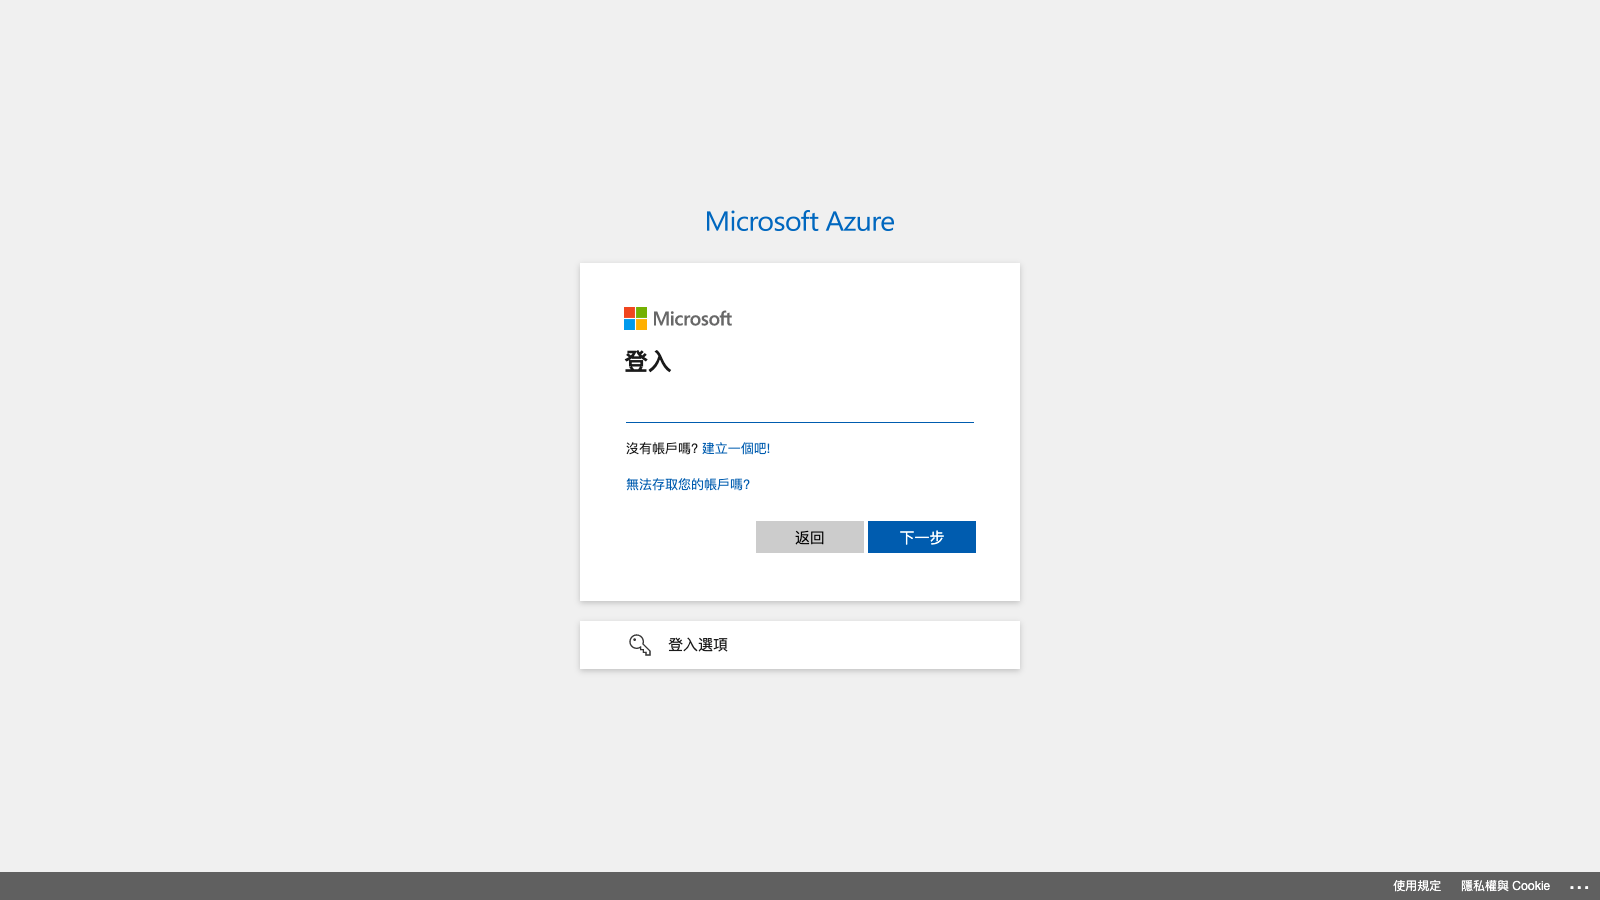 Microsoft Azure
Microsoft
登入
沒有帳戶嗎? 建立一個吧!
無法存取您的帳戶嗎?
返回 下一步
登入選項
使用規定 隱私權與 Cookie ...